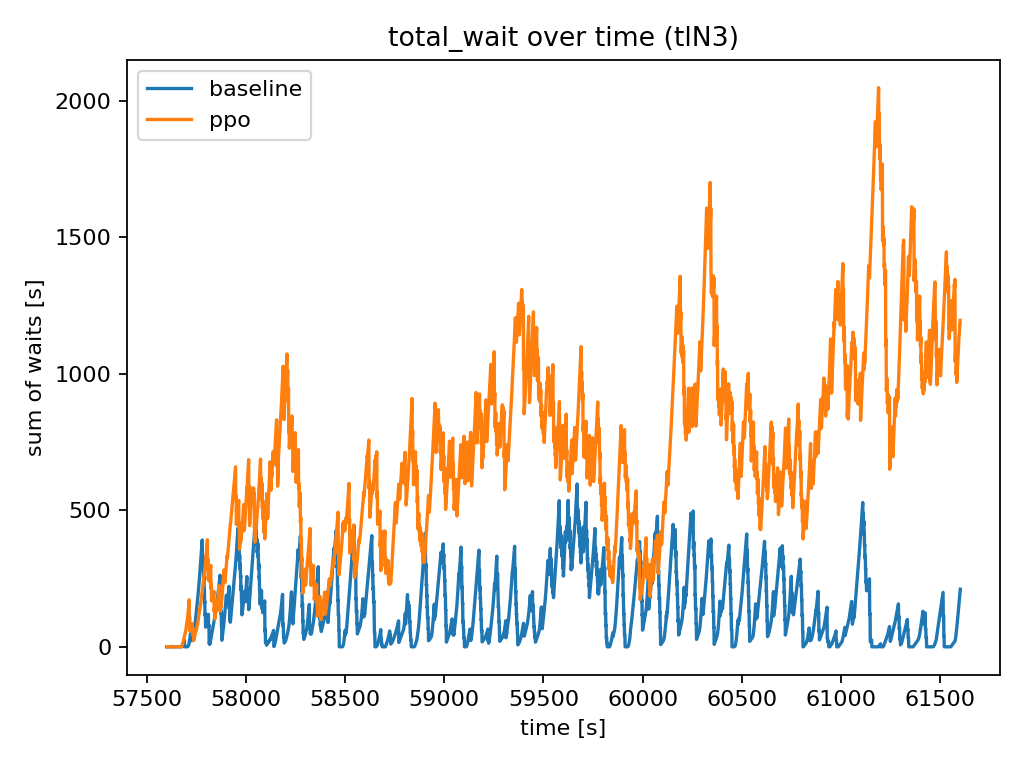 total_wait over time (tIN3)
baseline
ppo
2000
1500
1000
500
0
sum of waits [s]
57500 58000 58500 59000 59500 60000 60500 61000 61500
time [s]